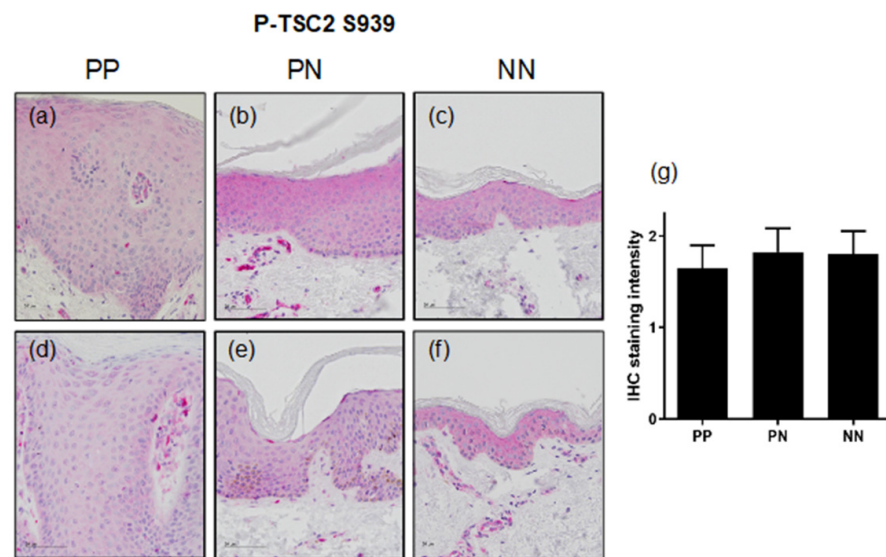 P-TSC2 S939
PP PN NN
(a) (b) (c)
(d) (e) (f)
(g)
IHC staining intensity
2
1
0
PP PN NN